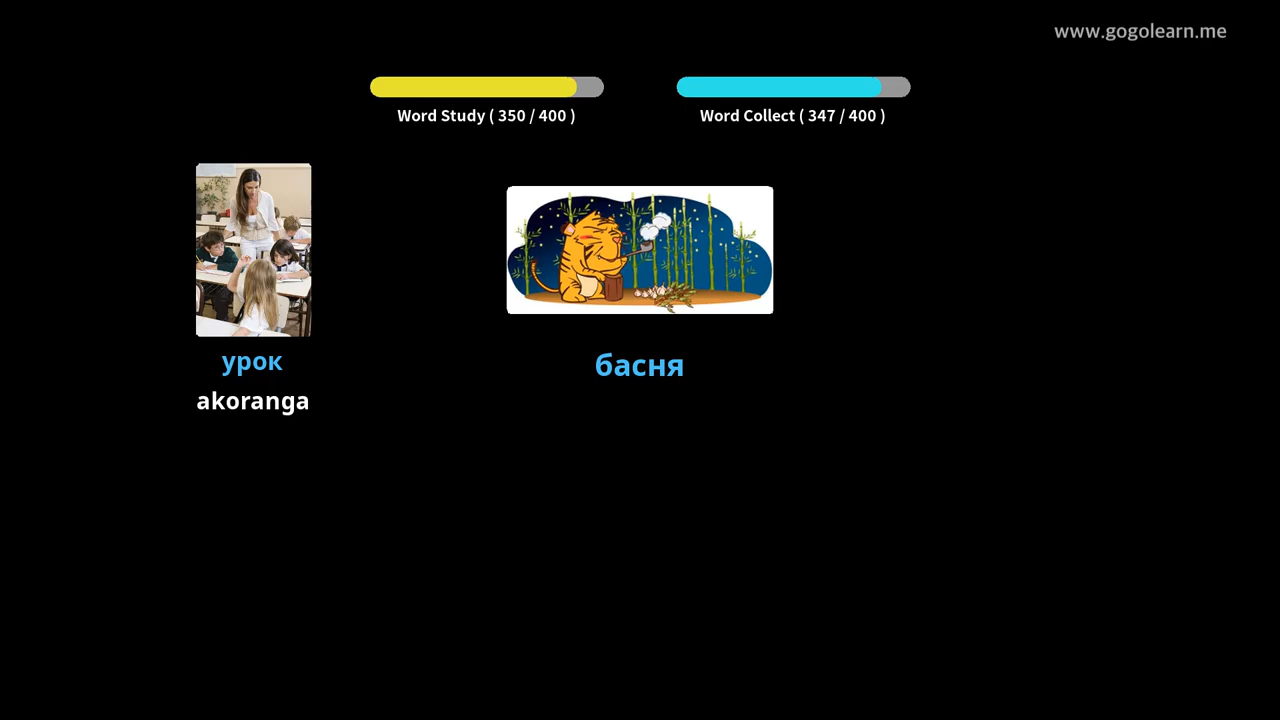 www.gogolearn.me
Word Study ( 350 / 400 )
Word Collect ( 347 / 400 )
урок
akoranga
басня